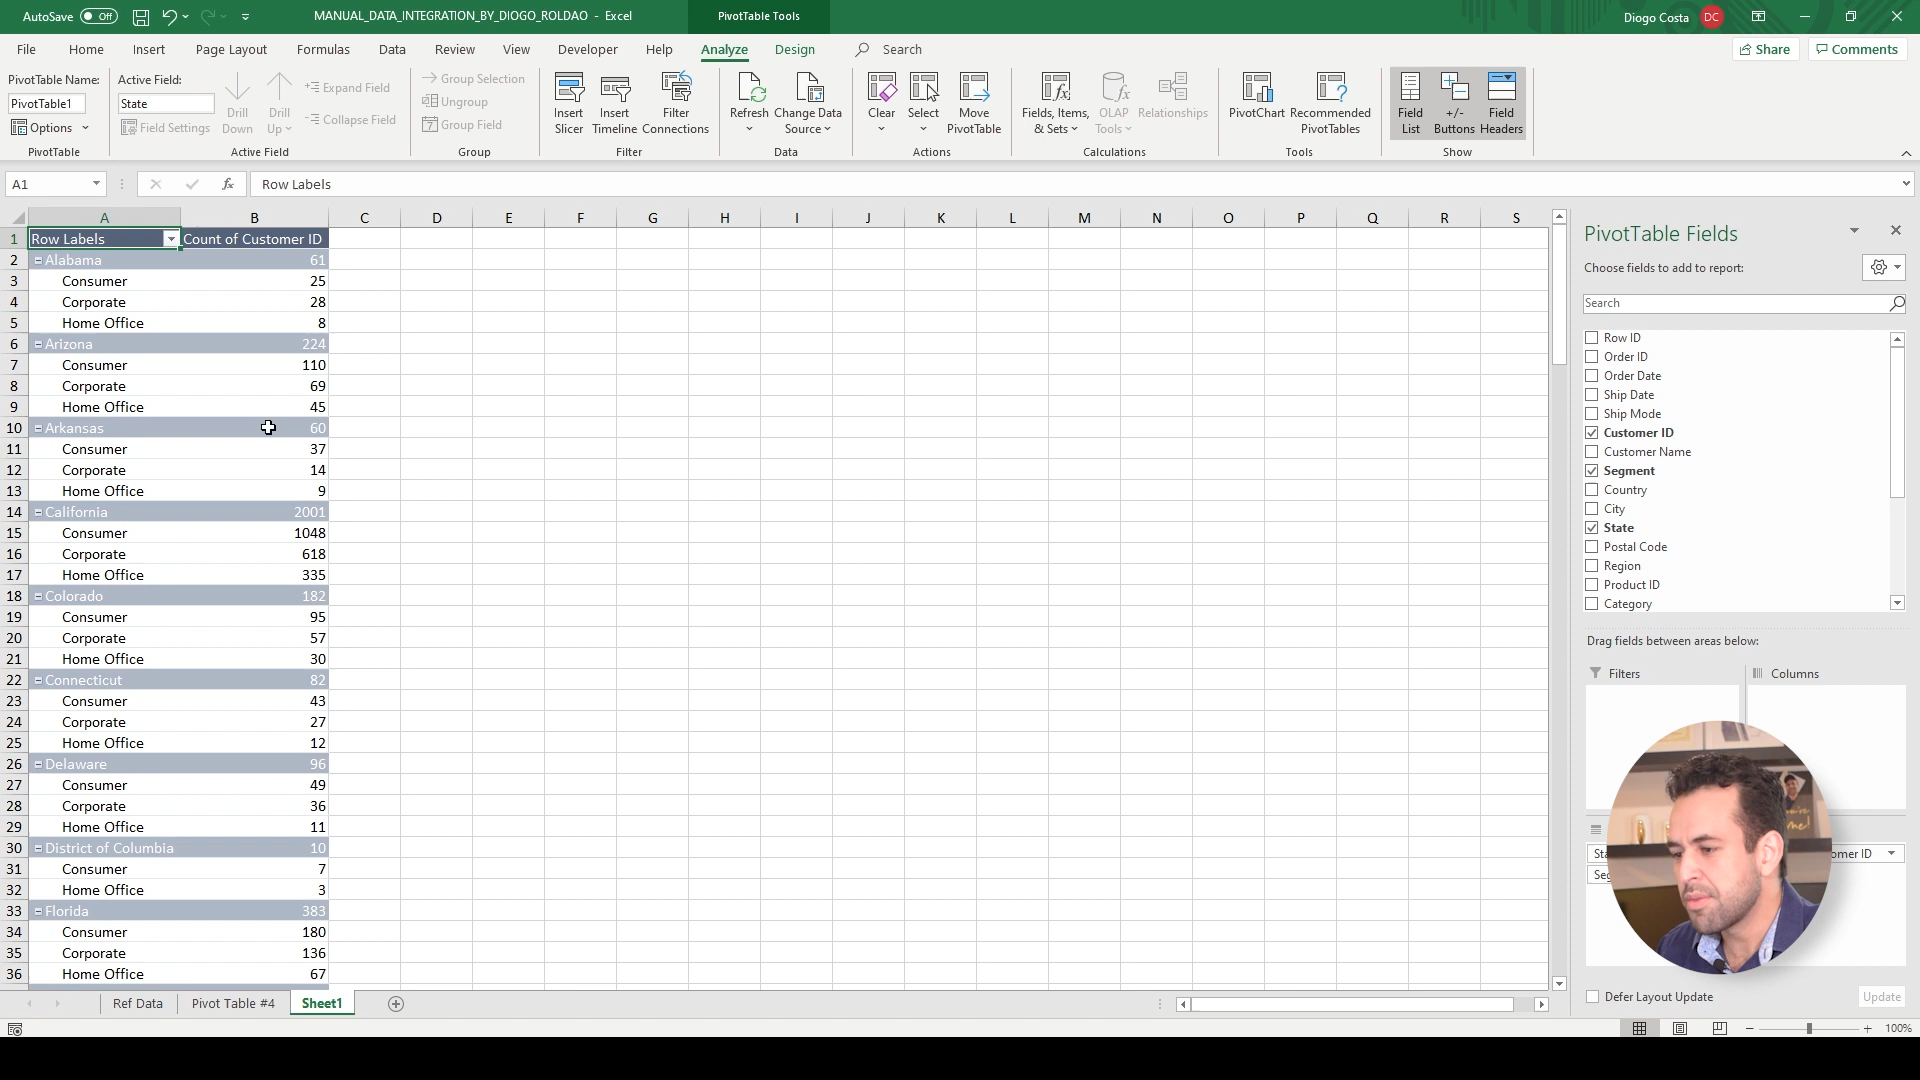 AutoSave Off
MANUAL_DATA_INTEGRATION_BY_DIOGO_ROLDAO - Excel
PivotTable Tools
Diogo Costa DC
File Home Insert Page Layout Formulas Data Review View Developer Help Analyze Design Search
Share Comments
PivotTable Name:
PivotTable1
Options
PivotTable
Active Field:
State
Field Settings
Drill Down
Drill Up
Expand Field
Collapse Field
Active Field
Group Selection
Ungroup
Group Field
Group
Insert Slicer
Insert Timeline
Filter Connections
Filter
Refresh
Change Data Source
Data
Clear
Select
Move PivotTable
Actions
Fields, Items, & Sets
OLAP Tools
Relationships
Calculations
PivotChart
Recommended PivotTables
Tools
Field List
+/- Buttons
Field Headers
Show
A1 fx Row Labels
A B C D E F G H I J K L M N O P Q R S
1 Row Labels Count of Customer ID
2 Alabama 61
3 Consumer 25
4 Corporate 28
5 Home Office 8
6 Arizona 224
7 Consumer 110
8 Corporate 69
9 Home Office 45
10 Arkansas 60
11 Consumer 37
12 Corporate 14
13 Home Office 9
14 California 2001
15 Consumer 1048
16 Corporate 618
17 Home Office 335
18 Colorado 182
19 Consumer 95
20 Corporate 57
21 Home Office 30
22 Connecticut 82
23 Consumer 43
24 Corporate 27
25 Home Office 12
26 Delaware 96
27 Consumer 49
28 Corporate 36
29 Home Office 11
30 District of Columbia 10
31 Consumer 7
32 Home Office 3
33 Florida 383
34 Consumer 180
35 Corporate 136
36 Home Office 67
PivotTable Fields
Choose fields to add to report:
Search
Row ID
Order ID
Order Date
Ship Date
Ship Mode
Customer ID
Customer Name
Segment
Country
City
State
Postal Code
Region
Product ID
Category
Drag fields between areas below:
Filters
Columns
me!
omer ID
Defer Layout Update
Update
Ref Data
Pivot Table #4
Sheet1
100%